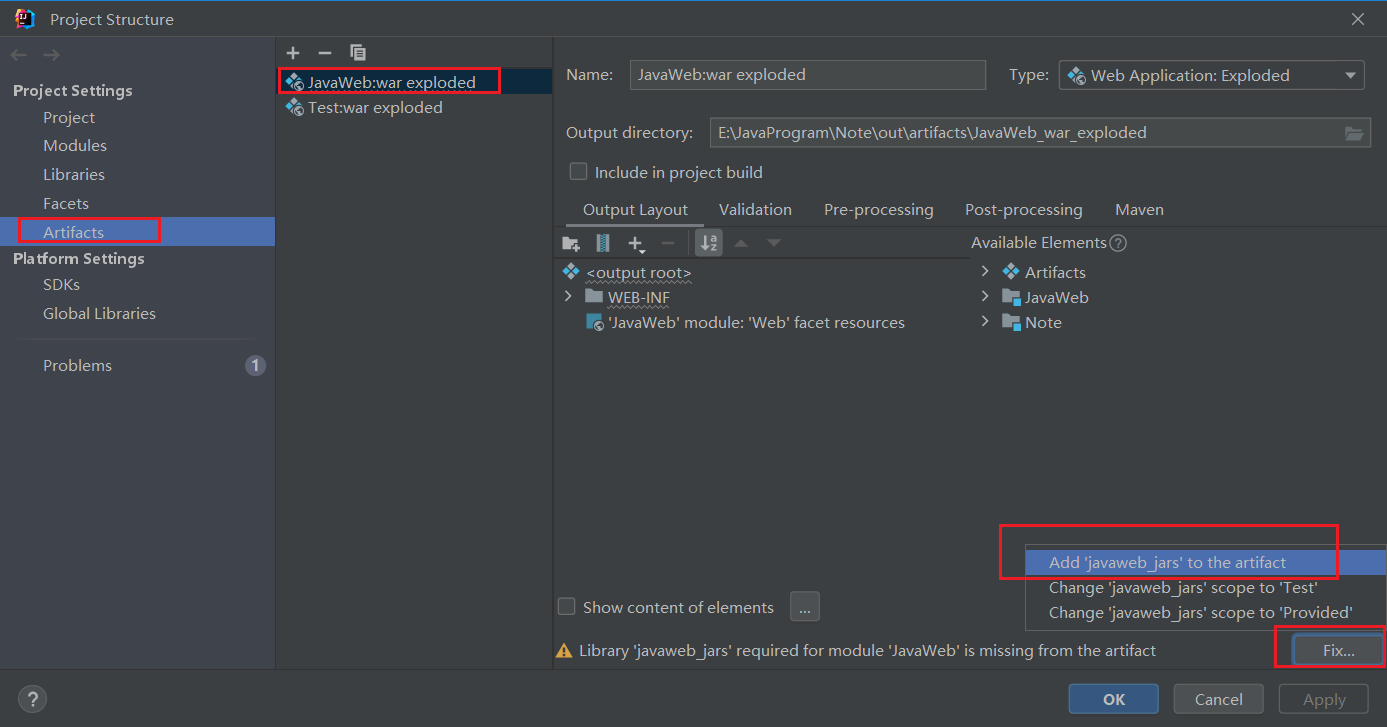 Project Structure
Project Settings
Project
Modules
Libraries
Facets
Artifacts
Platform Settings
SDKs
Global Libraries
Problems
1
JavaWeb:war exploded
Test:war exploded
Name: JavaWeb:war exploded Type: Web Application: Exploded
Output directory: E:\JavaProgram\Note\out\artifacts\JavaWeb_war_exploded
Include in project build
Output Layout Validation Pre-processing Post-processing Maven
Available Elements ?
<output root>
WEB-INF
'JavaWeb' module: 'Web' facet resources
Artifacts
JavaWeb
Note
Add 'javaweb_jars' to the artifact
Change 'javaweb_jars' scope to 'Test'
Change 'javaweb_jars' scope to 'Provided'
Show content of elements ...
Library 'javaweb_jars' required for module 'JavaWeb' is missing from the artifact Fix...
? OK Cancel Apply